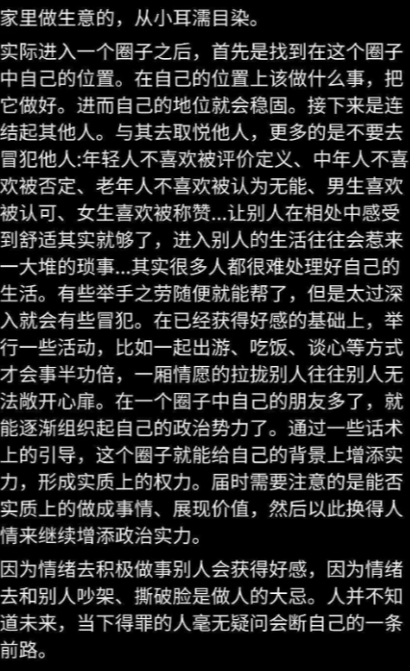 家里做生意的，从小耳濡目染。
实际进入一个圈子之后，首先是找到在这个圈子
中自己的位置。在自己的位置上该做什么事，把
它做好。进而自己的地位就会稳固。接下来是连
结起其他人。与其去取悦他人，更多的是不要去
冒犯他人:年轻人不喜欢被评价定义、中年人不喜
欢被否定、老年人不喜欢被认为无能、男生喜欢
被认可、女生喜欢被称赞...让别人在相处中感受
到舒适其实就够了，进入别人的生活往往会惹来
一大堆的琐事...其实很多人都很难处理好自己的
生活。有些举手之劳随便就能帮了，但是太过深
入就会有些冒犯。在已经获得好感的基础上，举
行一些活动，比如一起出游、吃饭、谈心等方式
才会事半功倍，一厢情愿的拉拢别人往往别人无
法敞开心扉。在一个圈子中自己的朋友多了，就
能逐渐组织起自己的政治势力了。通过一些话术
上的引导，这个圈子就能给自己的背景上增添实
力，形成实质上的权力。届时需要注意的是能否
实质上的做成事情、展现价值，然后以此换得人
情来继续增添政治实力。
因为情绪去积极做事别人会获得好感，因为情绪
去和别人吵架、撕破脸是做人的大忌。人并不知
道未来，当下得罪的人毫无疑问会断自己的一条
前路。